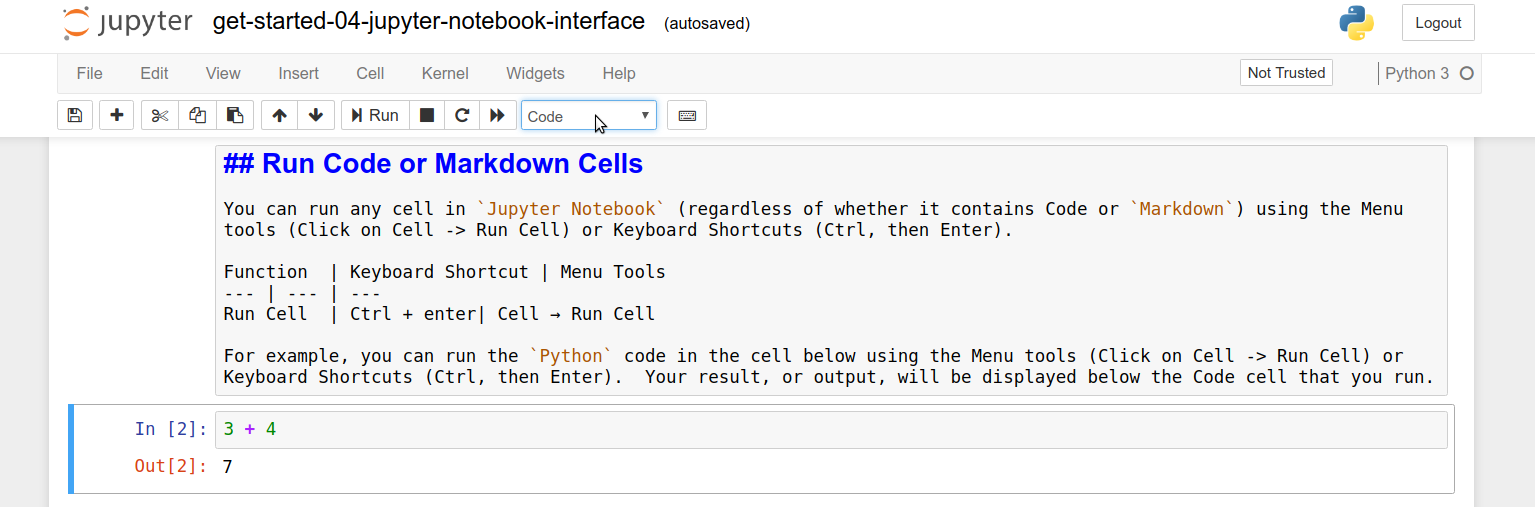 jupyter get-started-04-jupyter-notebook-interface (autosaved) Logout
File Edit View Insert Cell Kernel Widgets Help Not Trusted Python 3
Run Code
## Run Code or Markdown Cells
You can run any cell in `Jupyter Notebook` (regardless of whether it contains Code or `Markdown`) using the Menu
tools (Click on Cell -> Run Cell) or Keyboard Shortcuts (Ctrl, then Enter).
Function  | Keyboard Shortcut | Menu Tools
--- | --- | ---
Run Cell  | Ctrl + enter| Cell → Run Cell
For example, you can run the `Python` code in the cell below using the Menu tools (Click on Cell -> Run Cell) or
Keyboard Shortcuts (Ctrl, then Enter).  Your result, or output, will be displayed below the Code cell that you run.
In [2]: 3 + 4
Out[2]: 7